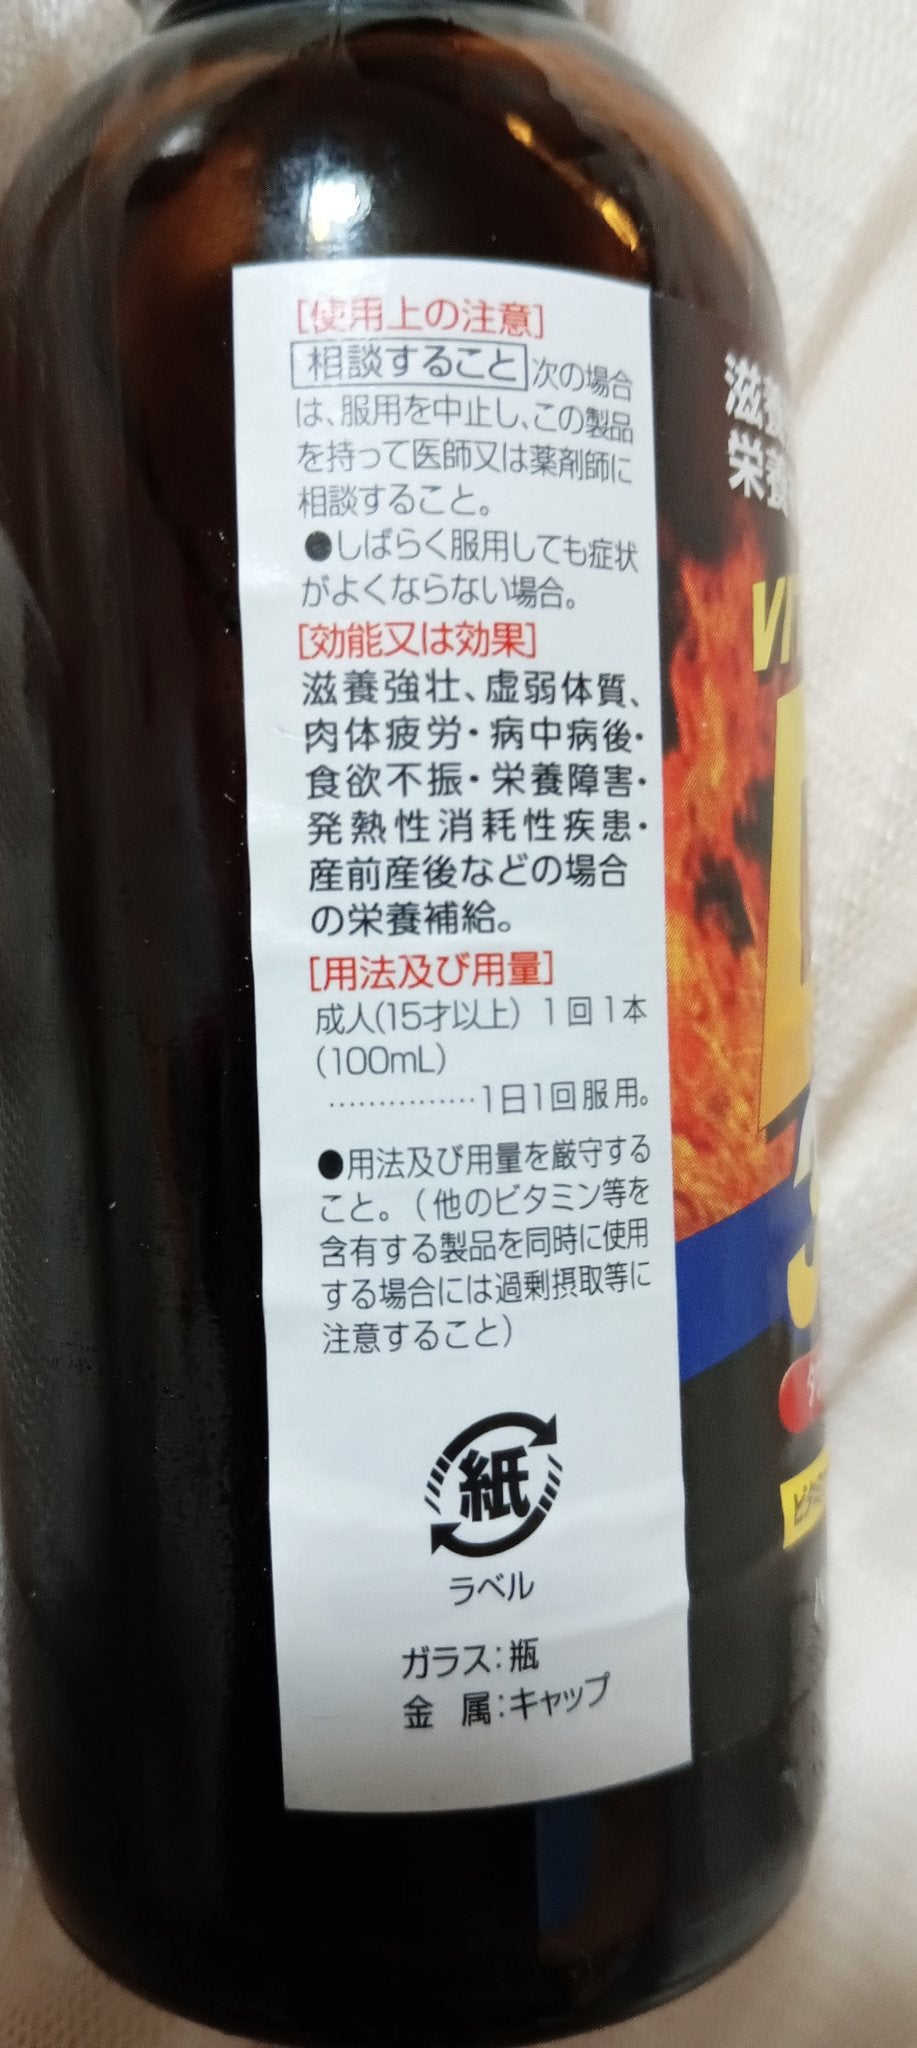 [使用上の注意]
相談すること 次の場合
は、服用を中止し、この製品
を持って医師又は薬剤師に
相談すること。
●しばらく服用しても症状
がよくならない場合。
[効能又は効果]
滋養強壮、虚弱体質、
肉体疲労・病中病後・
食欲不振・栄養障害・
発熱性消耗性疾患・
産前産後などの場合
の栄養補給。
[用法及び用量]
成人(15才以上) 1回1本
(100mL)
……………1日1回服用。
●用法及び用量を厳守する
こと。(他のビタミン等を
含有する製品を同時に使用
する場合には過剰摂取等に
注意すること)
紙
ラベル
ガラス:瓶
金 属:キャップ
滋養
栄養